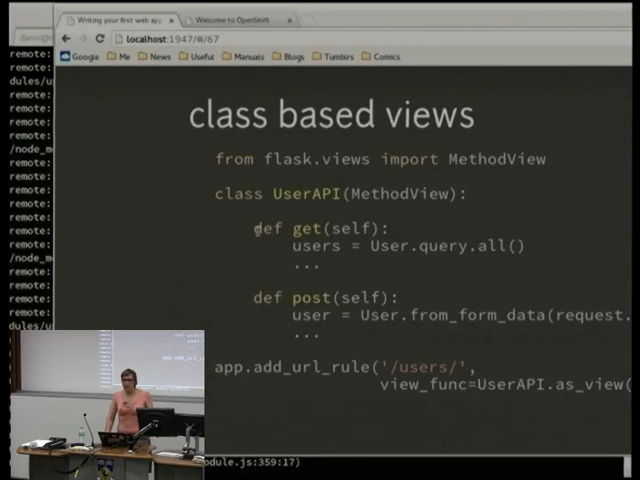 Writing your first web app
Welcome to OpenShift
localhost:1947/#/67
Google Me News Useful Manuals Blogs Tumblrs Comics
remote:
remote:
dules/u
remote:
remote:
remote:
remote:
/node_m
remote:
remote:
remote:
remote:
remote:
remote:
remote:
/node_m
remote:
remote:
remote:
remote:
dules/
class based views
from flask.views import MethodView
class UserAPI(MethodView):
def get(self):
users = User.query.all()
...
def post(self):
user = User.from_form_data(request.
...
app.add_url_rule('/users/',
view_func=UserAPI.as_view(
odule.js:359:17)